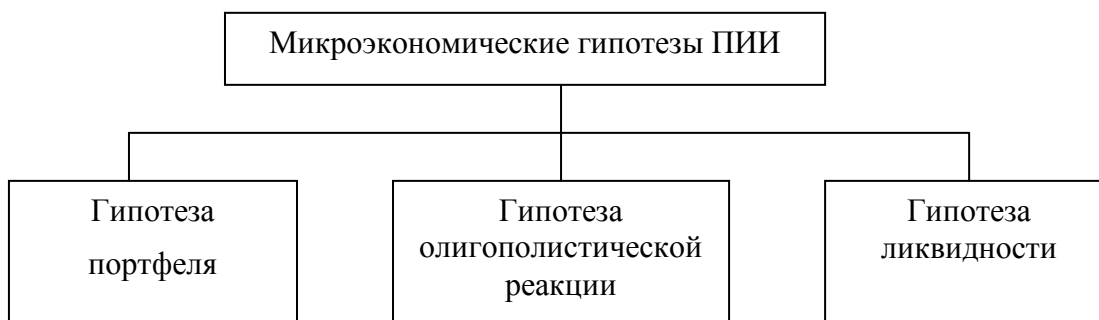 Микроэкономические гипотезы ПИИ
Гипотеза
портфеля
Гипотеза
олигополистической
реакции
Гипотеза
ликвидности